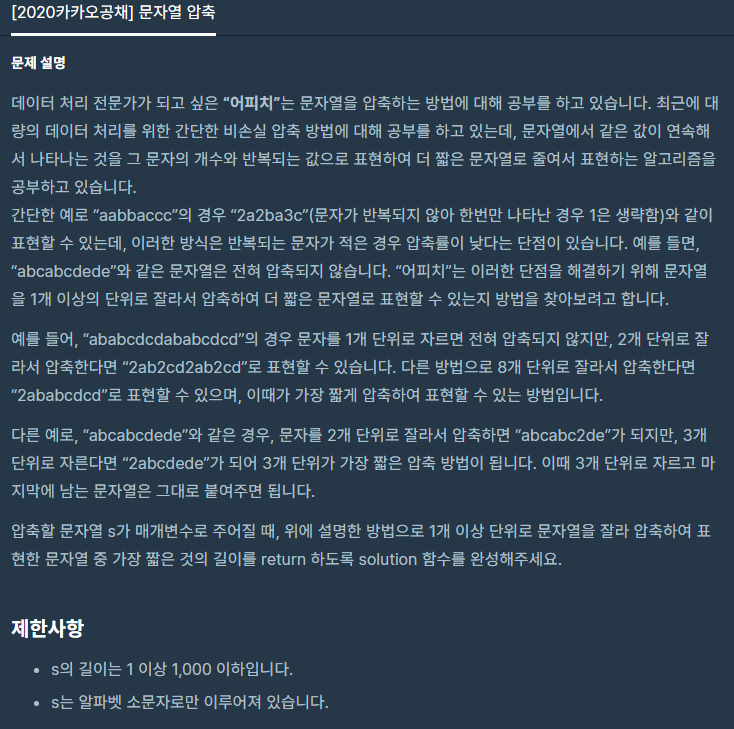 [2020카카오공채] 문자열 압축
문제 설명
데이터 처리 전문가가 되고 싶은 “어피치”는 문자열을 압축하는 방법에 대해 공부를 하고 있습니다. 최근에 대
량의 데이터 처리를 위한 간단한 비손실 압축 방법에 대해 공부를 하고 있는데, 문자열에서 같은 값이 연속해
서 나타나는 것을 그 문자의 개수와 반복되는 값으로 표현하여 더 짧은 문자열로 줄여서 표현하는 알고리즘을
공부하고 있습니다.
간단한 예로 “aabbaccc”의 경우 “2a2ba3c”(문자가 반복되지 않아 한번만 나타난 경우 1은 생략함)와 같이
표현할 수 있는데, 이러한 방식은 반복되는 문자가 적은 경우 압축률이 낮다는 단점이 있습니다. 예를 들면,
“abcabcdede”와 같은 문자열은 전혀 압축되지 않습니다. “어피치”는 이러한 단점을 해결하기 위해 문자열
을 1개 이상의 단위로 잘라서 압축하여 더 짧은 문자열로 표현할 수 있는지 방법을 찾아보려고 합니다.
예를 들어, “ababcdcdababcdcd”의 경우 문자를 1개 단위로 자르면 전혀 압축되지 않지만, 2개 단위로 잘
라서 압축한다면 “2ab2cd2ab2cd”로 표현할 수 있습니다. 다른 방법으로 8개 단위로 잘라서 압축한다면
“2ababcdcd”로 표현할 수 있으며, 이때가 가장 짧게 압축하여 표현할 수 있는 방법입니다.
다른 예로, “abcabcdede”와 같은 경우, 문자를 2개 단위로 잘라서 압축하면 “abcabc2de”가 되지만, 3개
단위로 자른다면 “2abcdede”가 되어 3개 단위가 가장 짧은 압축 방법이 됩니다. 이때 3개 단위로 자르고 마
지막에 남는 문자열은 그대로 붙여주면 됩니다.
압축할 문자열 s가 매개변수로 주어질 때, 위에 설명한 방법으로 1개 이상 단위로 문자열을 잘라 압축하여 표
현한 문자열 중 가장 짧은 것의 길이를 return 하도록 solution 함수를 완성해주세요.
제한사항
• s의 길이는 1 이상 1,000 이하입니다.
• s는 알파벳 소문자로만 이루어져 있습니다.